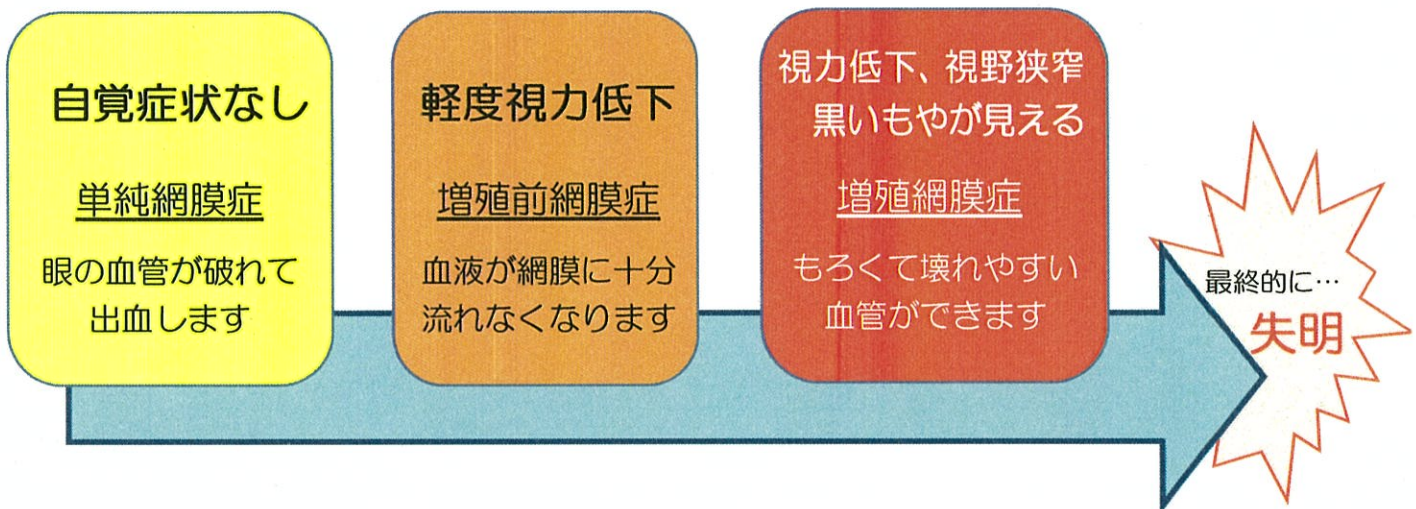 自覚症状なし
単純網膜症
眼の血管が破れて
出血します
軽度視力低下
増殖前網膜症
血液が網膜に十分
流れなくなります
視力低下、視野狭窄
黒いもやが見える
増殖網膜症
もろくて壊れやすい
血管ができます
最終的に…
失明